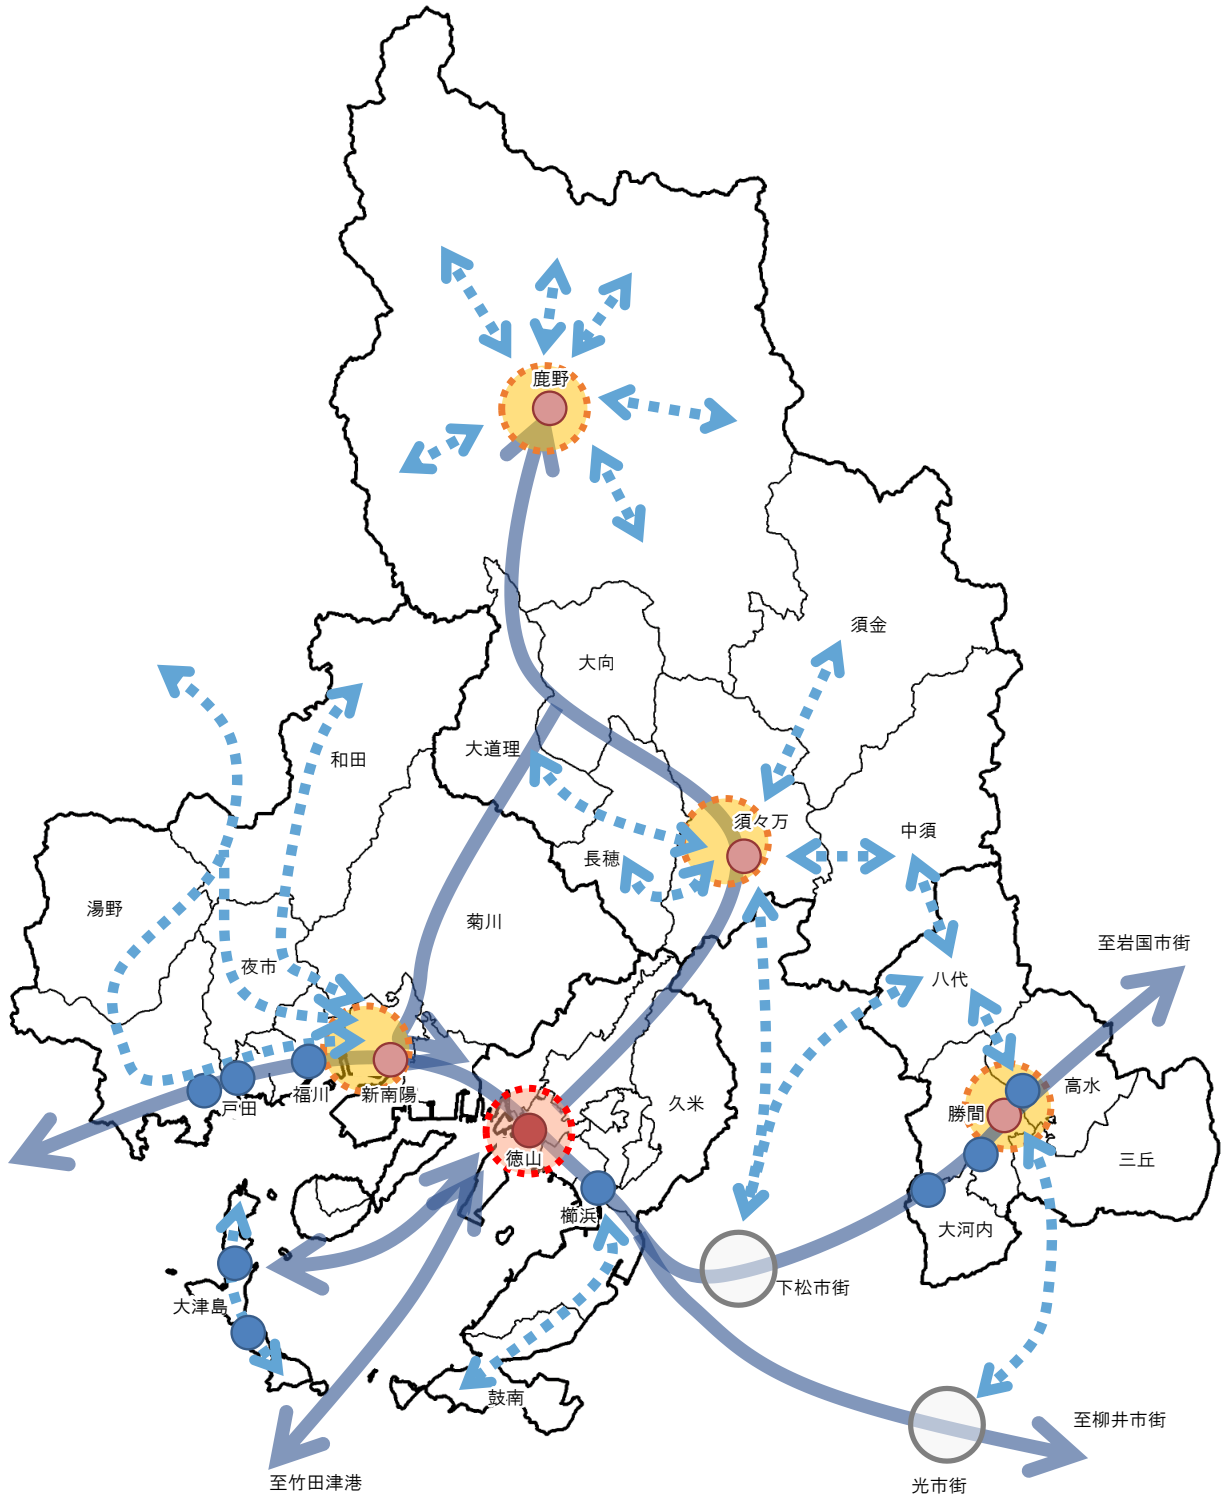 鹿野
須金
大向
大道理
和田
須々万
中須
長穂
湯野
菊川
至岩国市街
夜市
八代
高水
久米
勝間
福川
新南陽
戸田
徳山
三丘
櫛浜
大河内
下松市街
大津島
鼓南
至柳井市街
至竹田津港
光市街